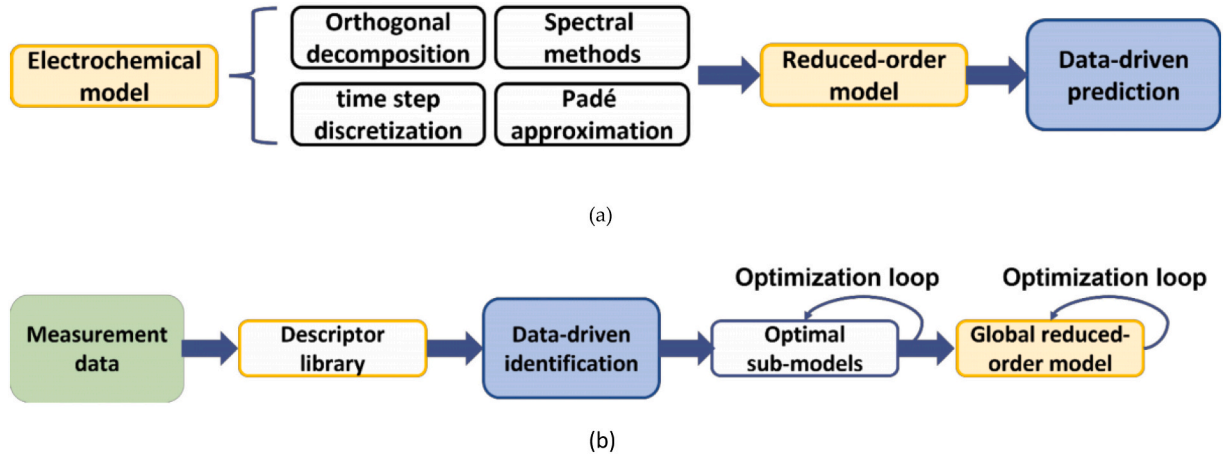 Electrochemical
model
Orthogonal
decomposition
Spectral
methods
time step
discretization
Padé
approximation
Reduced-order
model
Data-driven
prediction
(a)
Measurement
data
Descriptor
library
Data-driven
identification
Optimization loop
Optimal
sub-models
Optimization loop
Global reduced-
order model
(b)